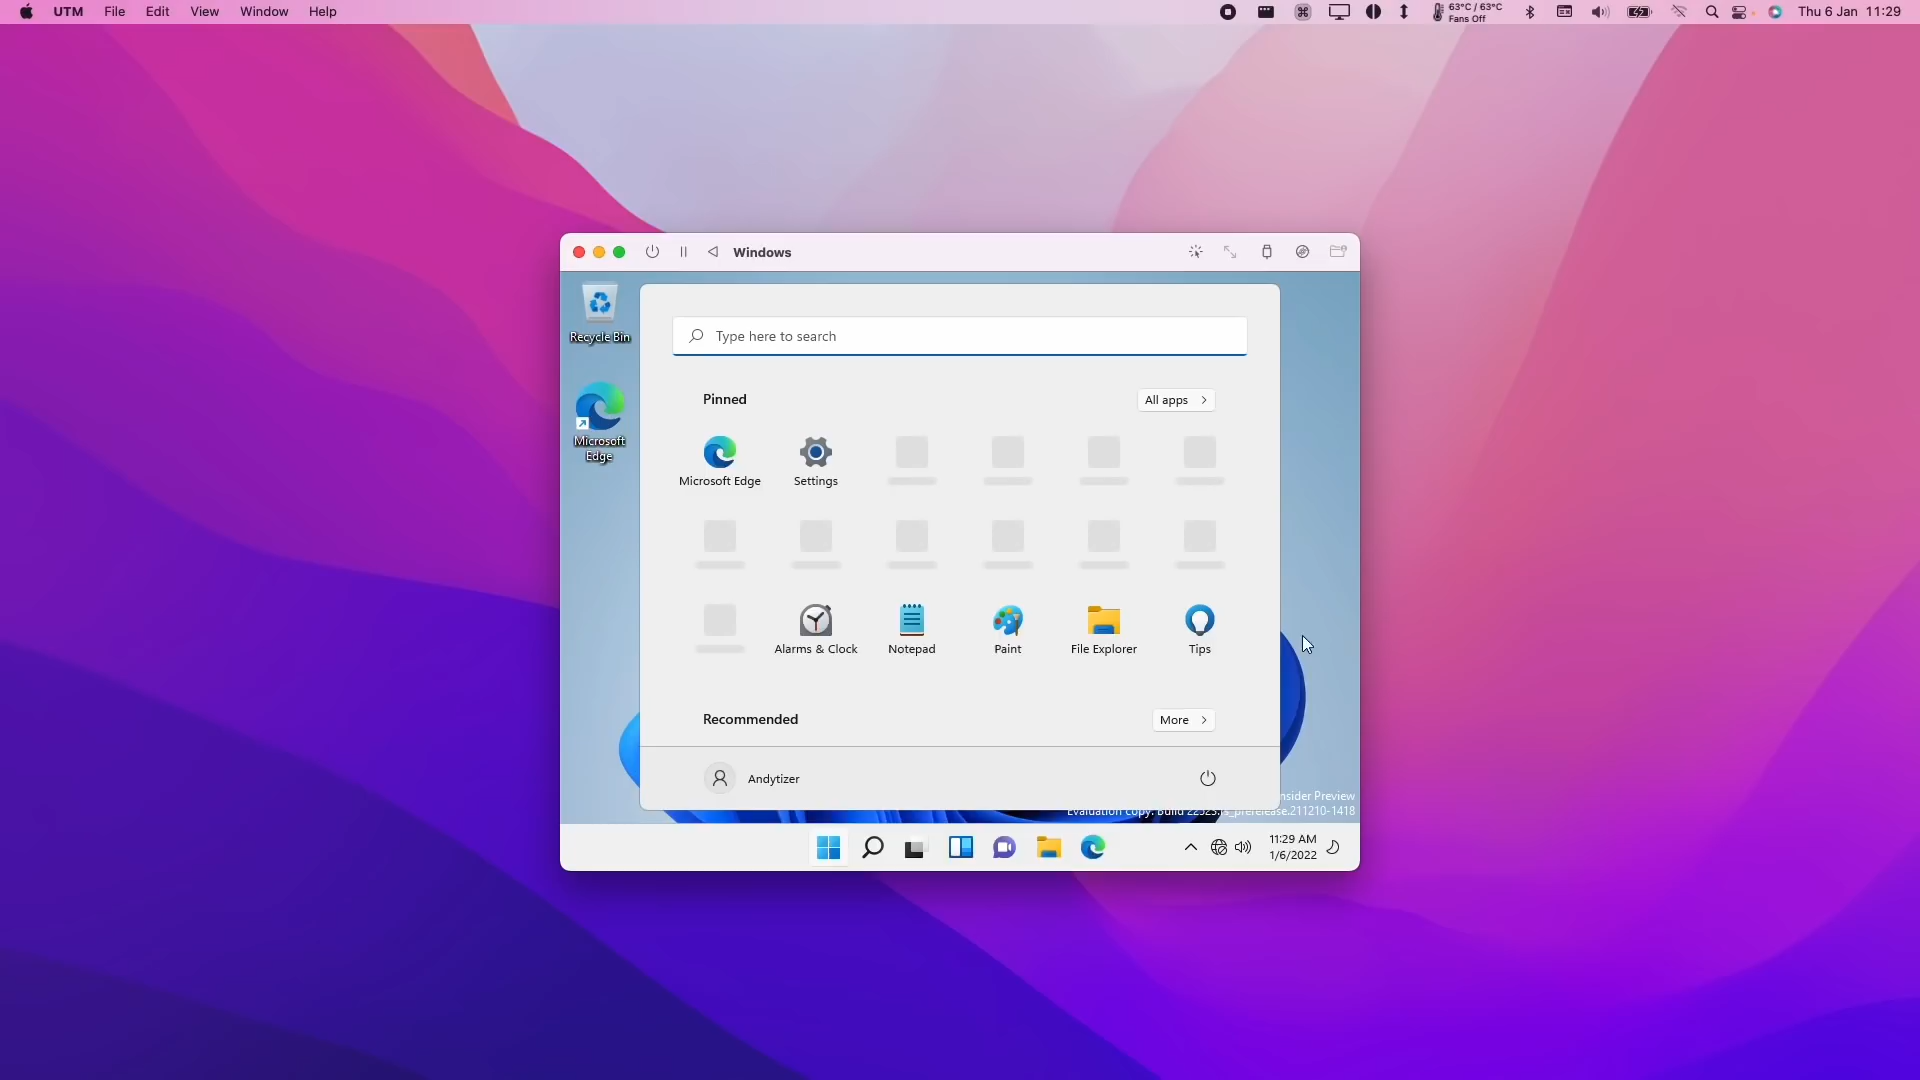 UTM File Edit View Window Help
63°C / 63°C
Fans Off
Thu 6 Jan 11:29
Windows
Recycle Bin
Microsoft
Edge
Type here to search
Pinned
All apps
Microsoft Edge
Settings
Alarms & Clock
Notepad
Paint
File Explorer
Tips
Recommended
More
Andytizer
nsider Preview
Evaluation copy. Build 22523.rs_prerelease.211210-1418
11:29 AM
1/6/2022